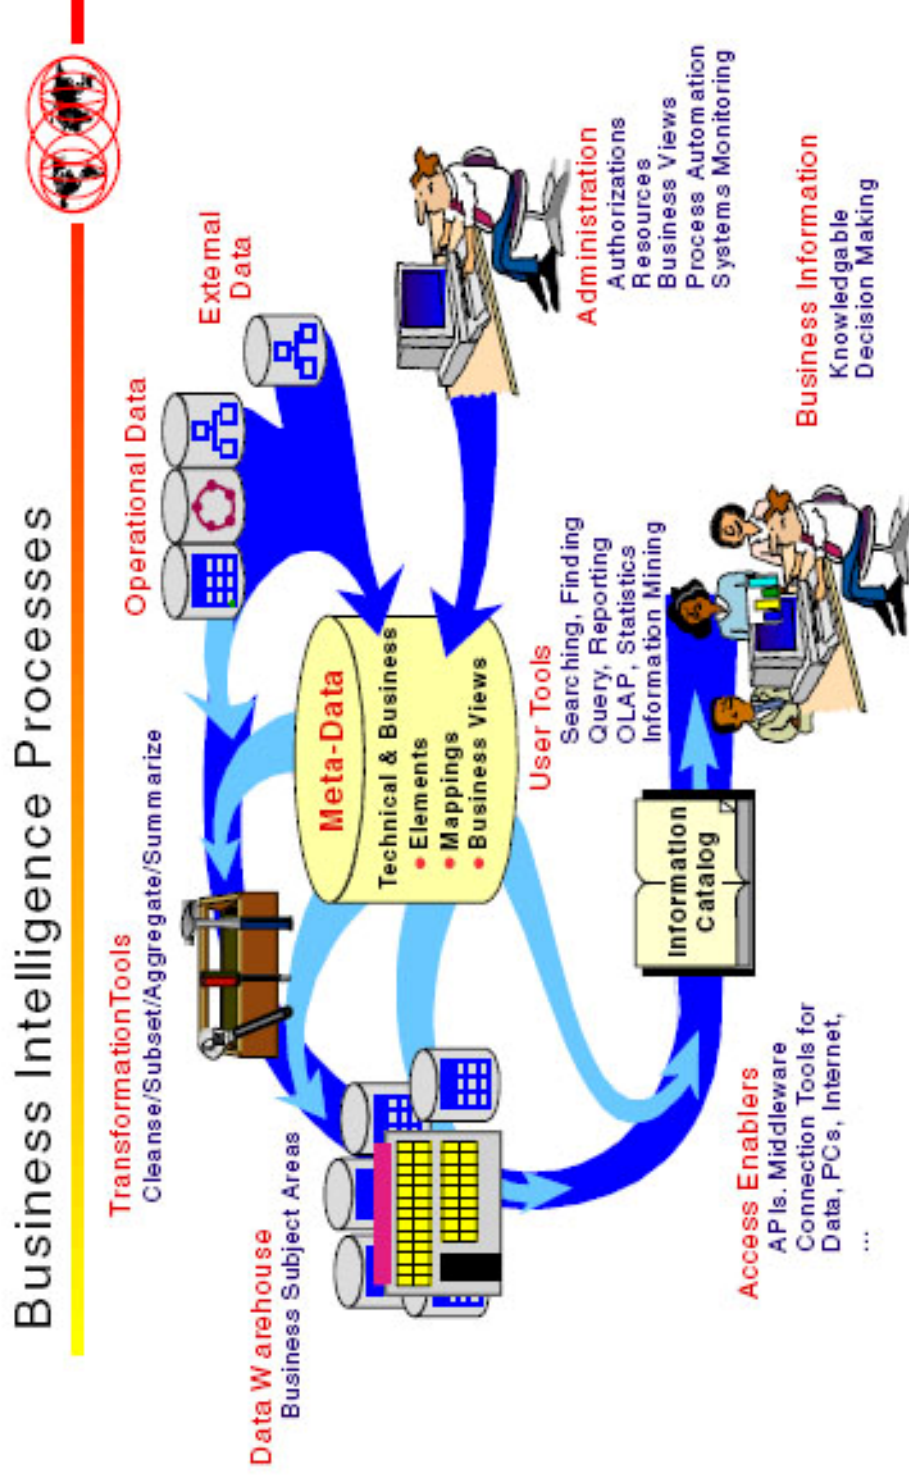 Business Intelligence Processes
TransformationTools
Cleanse/Subset/Aggregate/Summarize
Operational Data
External
Data
Data Warehouse
Business Subject Areas
Meta-Data
Technical & Business
• Elements
• Mappings
• Business Views
Administration
Authorizations
Resources
Business Views
Process Automation
Systems Monitoring
User Tools
Searching, Finding
Query, Reporting
OLAP, Statistics
Information Mining
Information
Catalog
Access Enablers
APIs. Middleware
Connection Tools for
Data, PCs, Internet,
...
Business Information
Knowledgable
Decision Making